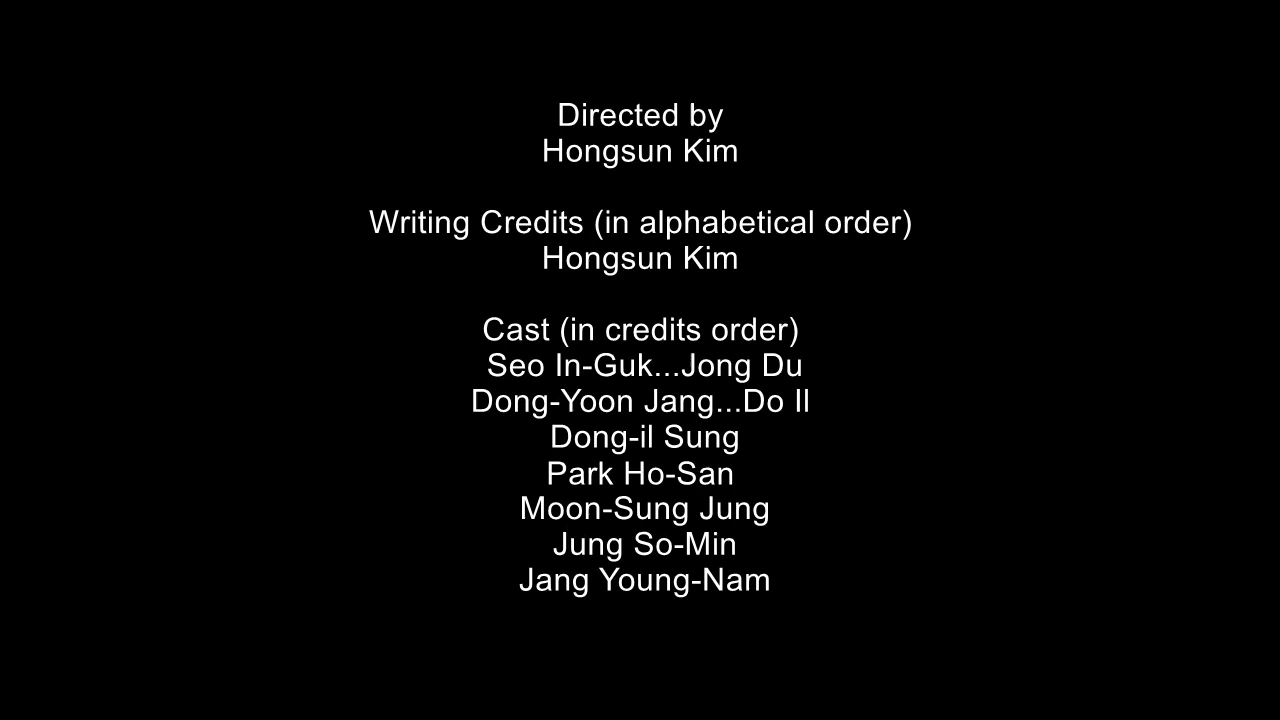 Directed by
Hongsun Kim
Writing Credits (in alphabetical order)
Hongsun Kim
Cast (in credits order)
Seo In-Guk...Jong Du
Dong-Yoon Jang...Do Il
Dong-il Sung
Park Ho-San
Moon-Sung Jung
Jung So-Min
Jang Young-Nam